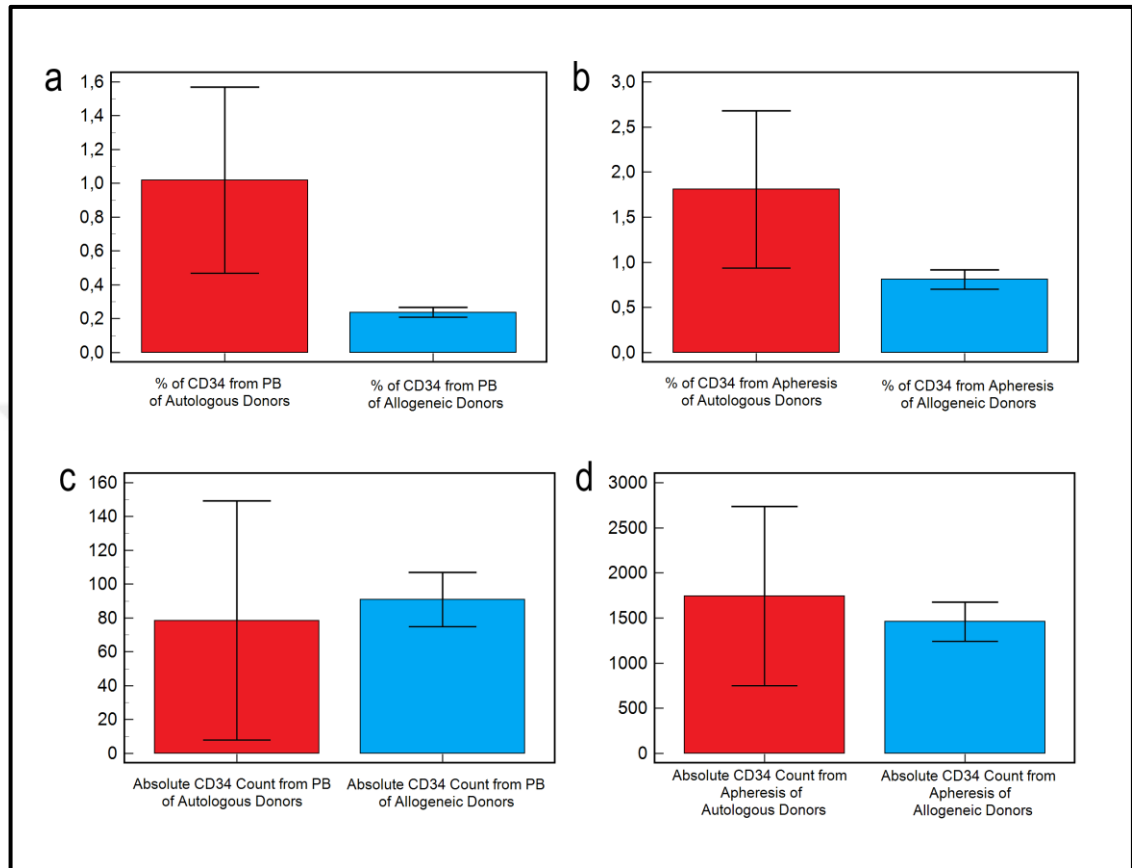 a
1,6
1,4
1,2
1,0
0,8
0,6
0,4
0,2
0,0
% of CD34 from PB
of Autologous Donors
% of CD34 from PB
of Allogeneic Donors
b
3,0
2,5
2,0
1,5
1,0
0,5
0,0
% of CD34 from Apheresis
of Autologous Donors
% of CD34 from Apheresis
of Allogeneic Donors
c
160
140
120
100
80
60
40
20
0
Absolute CD34 Count from PB
of Autologous Donors
Absolute CD34 Count from PB
of Allogeneic Donors
d
3000
2500
2000
1500
1000
500
0
Absolute CD34 Count from
Apheresis of
Autologous Donors
Absolute CD34 Count from
Apheresis of
Allogeneic Donors